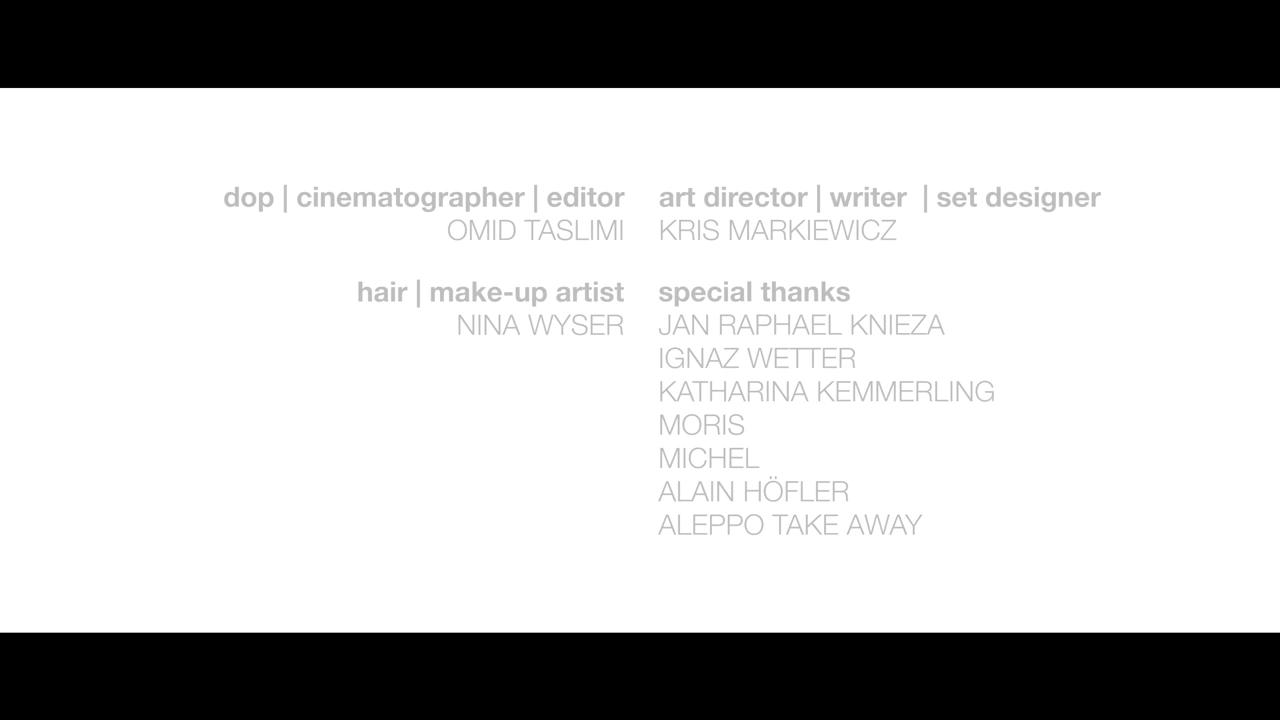 dop | cinematographer | editor
OMID TASLIMI
art director | writer | set designer
KRIS MARKIEWICZ
hair | make-up artist
NINA WYSER
special thanks
JAN RAPHAEL KNIEZA
IGNAZ WETTER
KATHARINA KEMMERLING
MORIS
MICHEL
ALAIN HÖFLER
ALEPPO TAKE AWAY